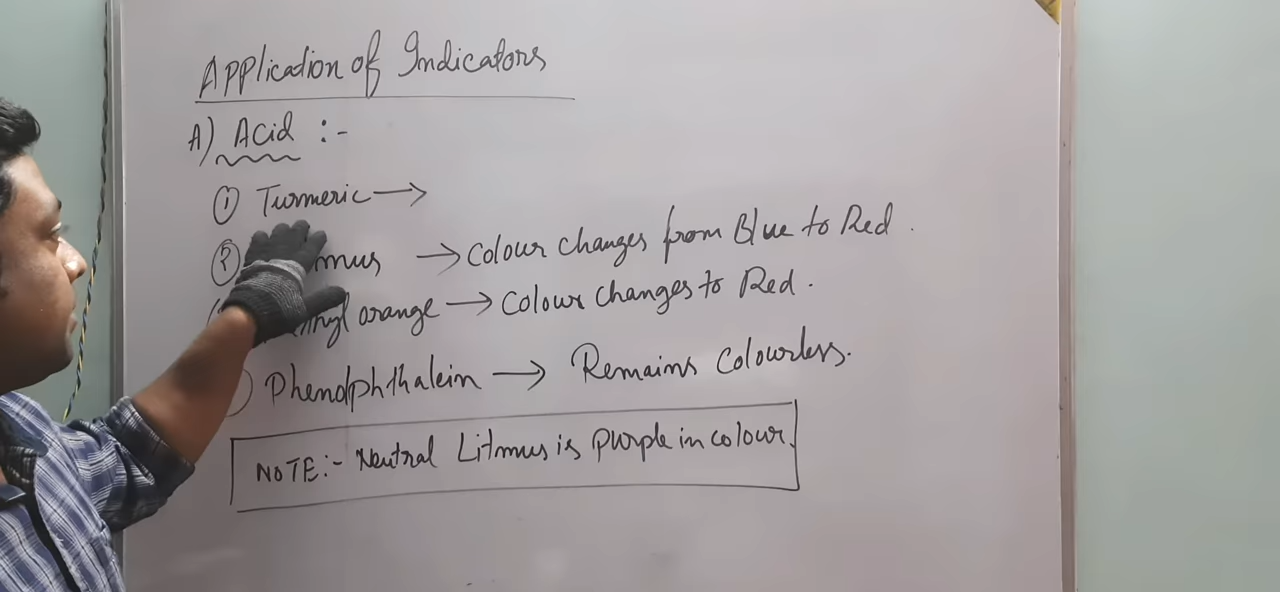 Application of Indicators
A) Acid :-
① Turmeric →
② mus → Colour changes from Blue to Red.
orange → Colour changes to Red.
Phenolphthalein → Remains Colourless.
NOTE:- Neutral Litmus is purple in colour.